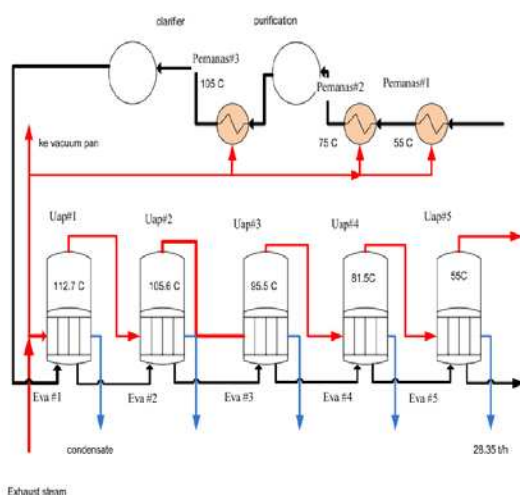 clarifier
purification
Pemanas#3
105 C
Pemanas#2
Pemanas#1
75 C
55 C
ke vacuum pan
Uap#1
Uap#2
Uap#3
Uap#4
Uap#5
112.7 C
105.6 C
95.5 C
81.5C
55C
Eva #1
Eva #2
Eva #3
Eva #4
Eva #5
condensate
28.35 t/h
Exhaust steam